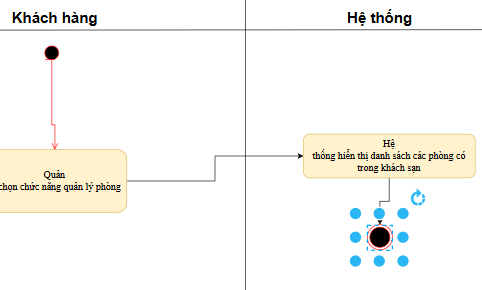 Khách hàng
Hệ thống
Quản
chọn chức năng quản lý phòng
Hệ
thống hiển thị danh sách các phòng có
trong khách sạn